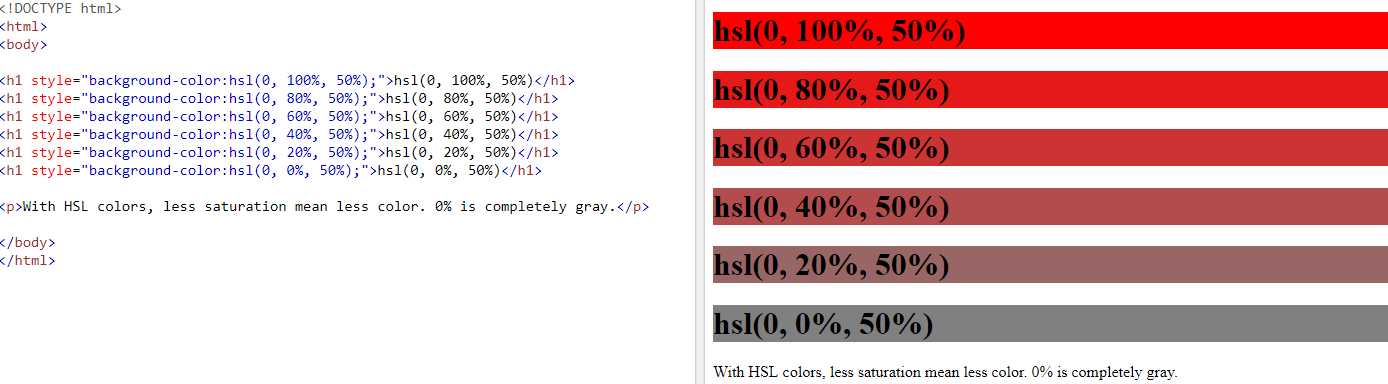 <!DOCTYPE html>
<html>
<body>
<h1 style="background-color:hsl(0, 100%, 50%);">hsl(0, 100%, 50%)</h1>
<h1 style="background-color:hsl(0, 80%, 50%);">hsl(0, 80%, 50%)</h1>
<h1 style="background-color:hsl(0, 60%, 50%);">hsl(0, 60%, 50%)</h1>
<h1 style="background-color:hsl(0, 40%, 50%);">hsl(0, 40%, 50%)</h1>
<h1 style="background-color:hsl(0, 20%, 50%);">hsl(0, 20%, 50%)</h1>
<h1 style="background-color:hsl(0, 0%, 50%);">hsl(0, 0%, 50%)</h1>
<p>With HSL colors, less saturation mean less color. 0% is completely gray.</p>
</body>
</html>
hsl(0, 100%, 50%)
hsl(0, 80%, 50%)
hsl(0, 60%, 50%)
hsl(0, 40%, 50%)
hsl(0, 20%, 50%)
hsl(0, 0%, 50%)
With HSL colors, less saturation mean less color. 0% is completely gray.